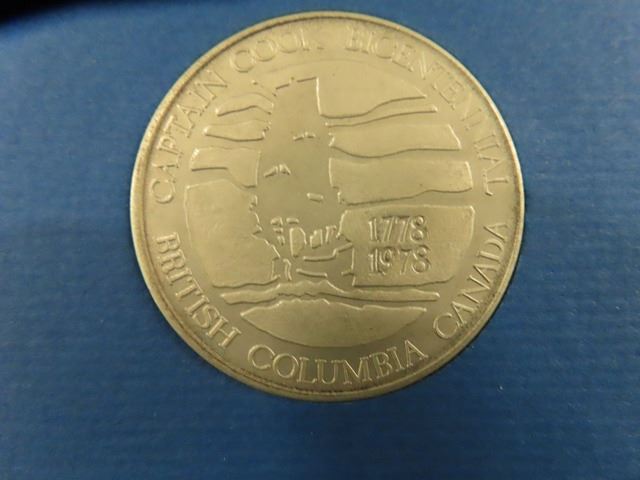 CAPTAIN COOK BICENTENNIAL
1778
1978
BRITISH COLUMBIA CANADA